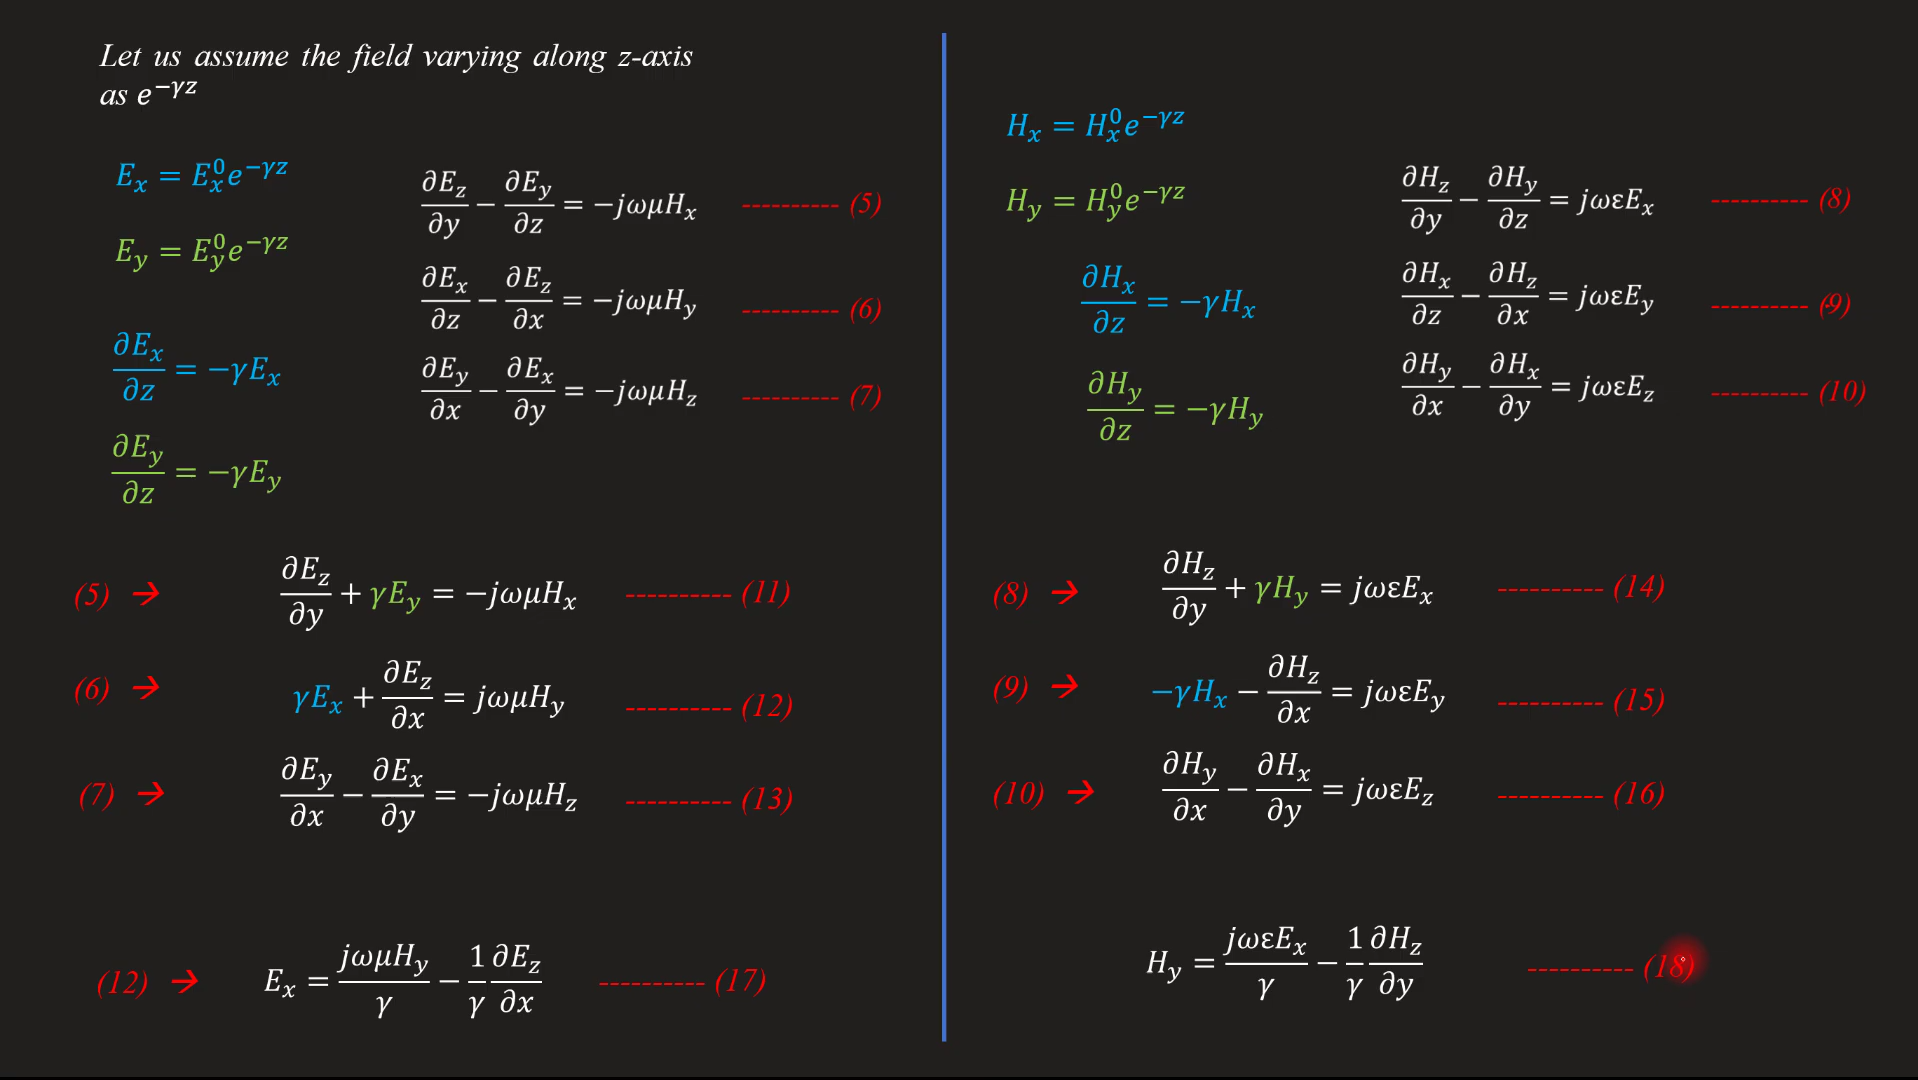 Let us assume the field varying along z-axis
as e^{−γz}
E_x = E_x^0 e^{−γz}
E_y = E_y^0 e^{−γz}
∂E_x/∂z = −γE_x
∂E_y/∂z = −γE_y
∂E_z/∂y − ∂E_y/∂z = −jωμH_x ---------- (5)
∂E_x/∂z − ∂E_z/∂x = −jωμH_y ---------- (6)
∂E_y/∂x − ∂E_x/∂y = −jωμH_z ---------- (7)
(5) → ∂E_z/∂y + γE_y = −jωμH_x ----------- (11)
(6) → γE_x + ∂E_z/∂x = jωμH_y ----------- (12)
(7) → ∂E_y/∂x − ∂E_x/∂y = −jωμH_z ----------- (13)
(12) → E_x = jωμH_y/γ − 1/γ ∂E_z/∂x ----------- (17)
H_x = H_x^0 e^{−γz}
H_y = H_y^0 e^{−γz}
∂H_x/∂z = −γH_x
∂H_y/∂z = −γH_y
∂H_z/∂y − ∂H_y/∂z = jωεE_x ---------- (8)
∂H_x/∂z − ∂H_z/∂x = jωεE_y ---------- (9)
∂H_y/∂x − ∂H_x/∂y = jωεE_z ---------- (10)
(8) → ∂H_z/∂y + γH_y = jωεE_x ----------- (14)
(9) → −γH_x − ∂H_z/∂x = jωεE_y ----------- (15)
(10) → ∂H_y/∂x − ∂H_x/∂y = jωεE_z ----------- (16)
H_y = jωεE_x/γ − 1/γ ∂H_z/∂y ----------- (18)